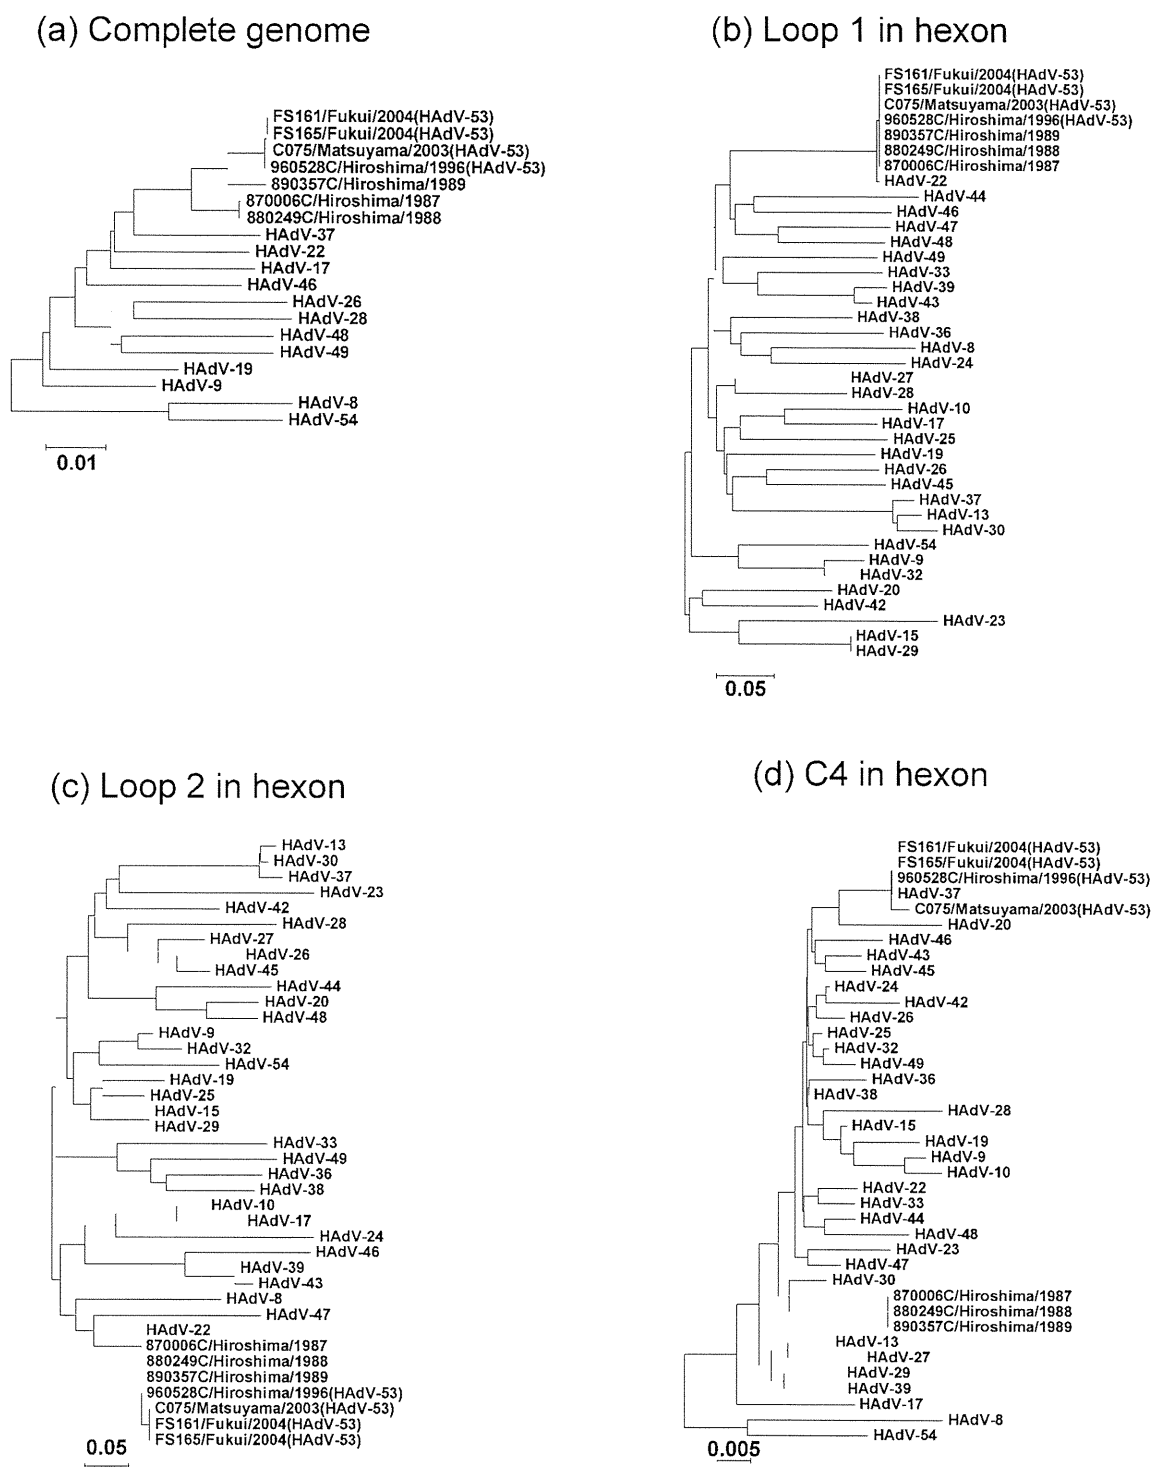 (a) Complete genome
FS161/Fukui/2004(HAdV-53)
FS165/Fukui/2004(HAdV-53)
C075/Matsuyama/2003(HAdV-53)
960528C/Hiroshima/1996(HAdV-53)
890357C/Hiroshima/1989
870006C/Hiroshima/1987
880249C/Hiroshima/1988
HAdV-37
HAdV-22
HAdV-17
HAdV-46
HAdV-26
HAdV-28
HAdV-48
HAdV-49
HAdV-19
HAdV-9
HAdV-8
HAdV-54
0.01
(b) Loop 1 in hexon
FS161/Fukui/2004(HAdV-53)
FS165/Fukui/2004(HAdV-53)
C075/Matsuyama/2003(HAdV-53)
960528C/Hiroshima/1996(HAdV-53)
890357C/Hiroshima/1989
880249C/Hiroshima/1988
870006C/Hiroshima/1987
HAdV-22
HAdV-44
HAdV-46
HAdV-47
HAdV-48
HAdV-49
HAdV-33
HAdV-39
HAdV-43
HAdV-38
HAdV-36
HAdV-8
HAdV-24
HAdV-27
HAdV-28
HAdV-10
HAdV-17
HAdV-25
HAdV-19
HAdV-26
HAdV-45
HAdV-37
HAdV-13
HAdV-30
HAdV-54
HAdV-9
HAdV-32
HAdV-20
HAdV-42
HAdV-23
HAdV-15
HAdV-29
0.05
(c) Loop 2 in hexon
HAdV-13
HAdV-30
HAdV-37
HAdV-23
HAdV-42
HAdV-28
HAdV-27
HAdV-26
HAdV-45
HAdV-44
HAdV-20
HAdV-48
HAdV-9
HAdV-32
HAdV-54
HAdV-19
HAdV-25
HAdV-15
HAdV-29
HAdV-33
HAdV-49
HAdV-36
HAdV-38
HAdV-10
HAdV-17
HAdV-24
HAdV-46
HAdV-39
HAdV-43
HAdV-8
HAdV-47
HAdV-22
870006C/Hiroshima/1987
880249C/Hiroshima/1988
890357C/Hiroshima/1989
960528C/Hiroshima/1996(HAdV-53)
C075/Matsuyama/2003(HAdV-53)
FS161/Fukui/2004(HAdV-53)
FS165/Fukui/2004(HAdV-53)
0.05
(d) C4 in hexon
FS161/Fukui/2004(HAdV-53)
FS165/Fukui/2004(HAdV-53)
960528C/Hiroshima/1996(HAdV-53)
HAdV-37
C075/Matsuyama/2003(HAdV-53)
HAdV-20
HAdV-46
HAdV-43
HAdV-45
HAdV-24
HAdV-42
HAdV-26
HAdV-25
HAdV-32
HAdV-49
HAdV-36
HAdV-38
HAdV-28
HAdV-15
HAdV-19
HAdV-9
HAdV-10
HAdV-22
HAdV-33
HAdV-44
HAdV-48
HAdV-23
HAdV-47
HAdV-30
870006C/Hiroshima/1987
880249C/Hiroshima/1988
890357C/Hiroshima/1989
HAdV-13
HAdV-27
HAdV-29
HAdV-39
HAdV-17
HAdV-8
HAdV-54
0.005